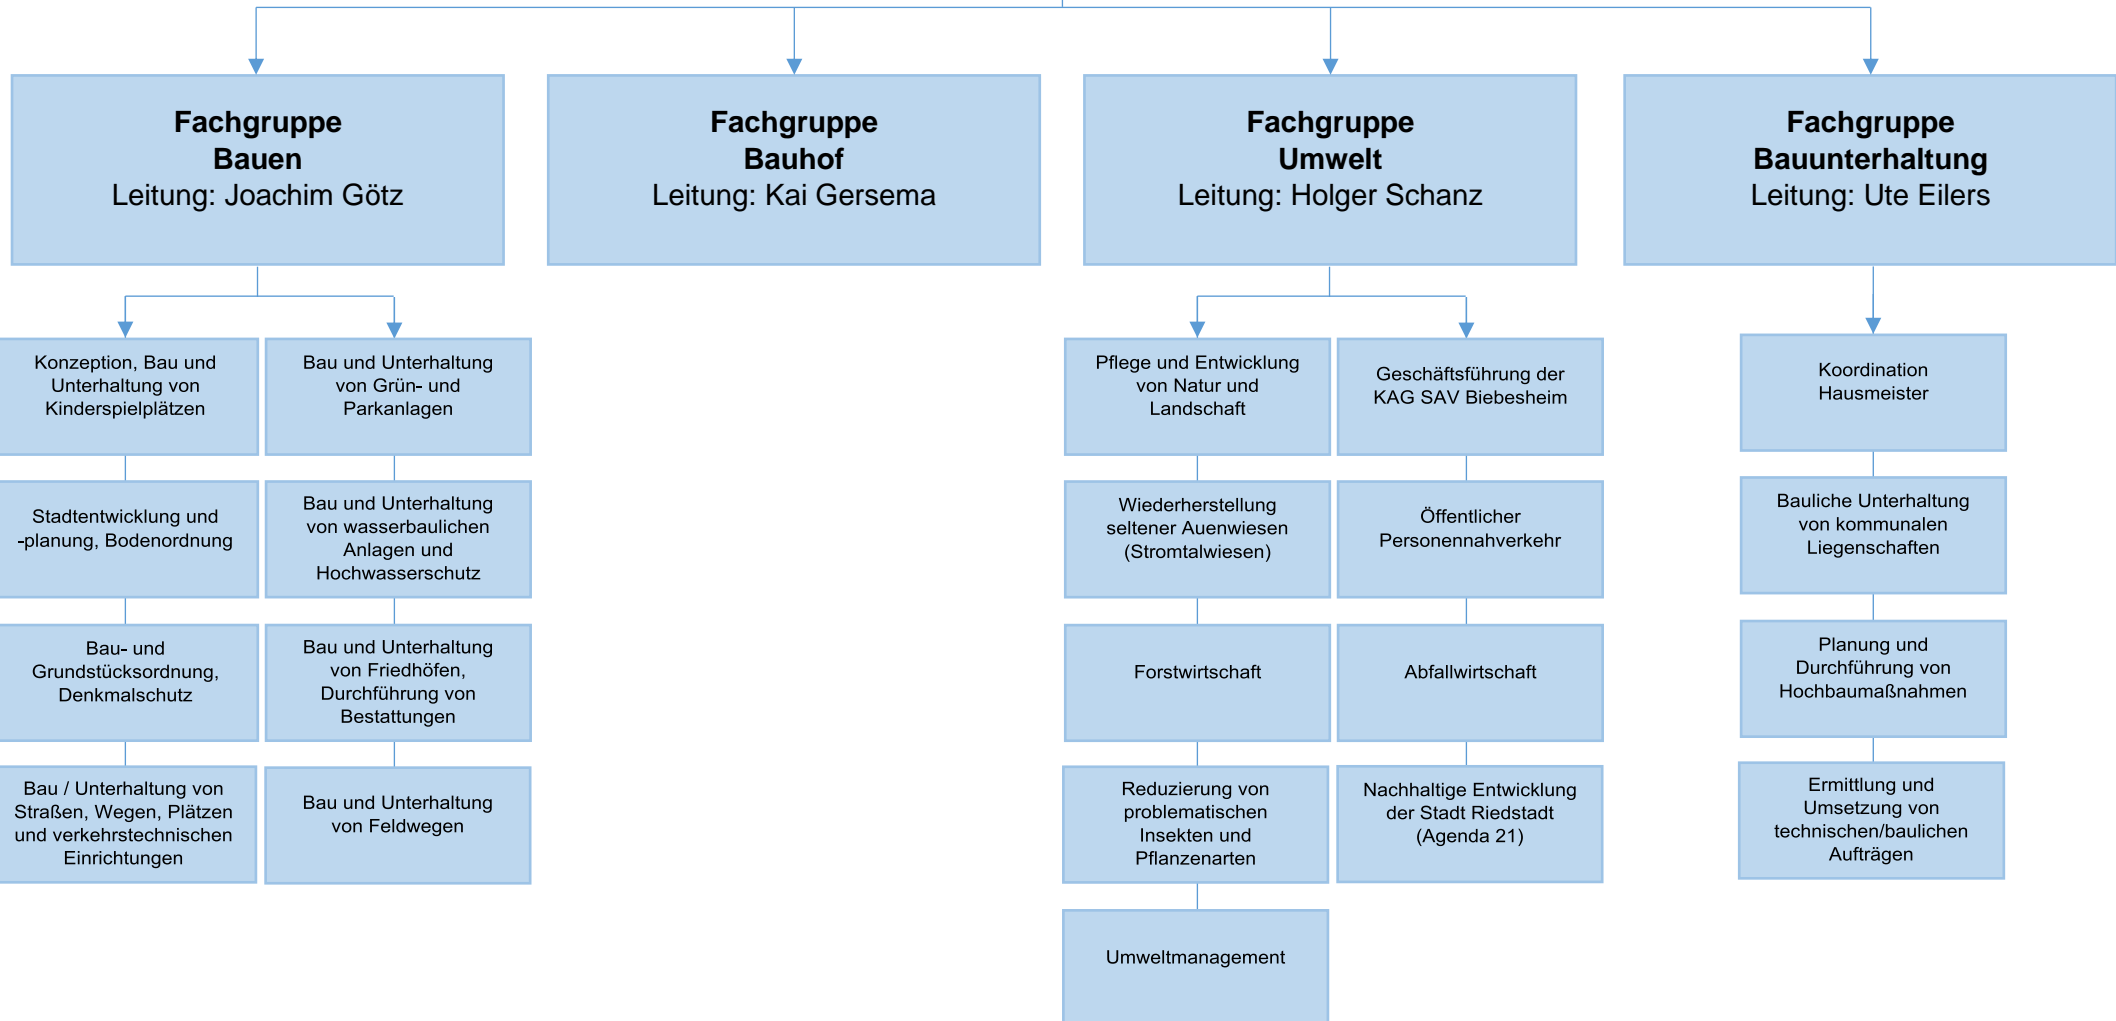 Fachgruppe
Bauen
Leitung: Joachim Götz
Fachgruppe
Bauhof
Leitung: Kai Gersema
Fachgruppe
Umwelt
Leitung: Holger Schanz
Fachgruppe
Bauunterhaltung
Leitung: Ute Eilers
Konzeption, Bau und
Unterhaltung von
Kinderspielplätzen
Stadtentwicklung und
-planung, Bodenordnung
Bau- und
Grundstücksordnung,
Denkmalschutz
Bau / Unterhaltung von
Straßen, Wegen, Plätzen
und verkehrstechnischen
Einrichtungen
Bau und Unterhaltung
von Grün- und
Parkanlagen
Bau und Unterhaltung
von wasserbaulichen
Anlagen und
Hochwasserschutz
Bau und Unterhaltung
von Friedhöfen,
Durchführung von
Bestattungen
Bau und Unterhaltung
von Feldwegen
Pflege und Entwicklung
von Natur und
Landschaft
Wiederherstellung
seltener Auenwiesen
(Stromtalwiesen)
Forstwirtschaft
Reduzierung von
problematischen
Insekten und
Pflanzenarten
Umweltmanagement
Geschäftsführung der
KAG SAV Biebesheim
Öffentlicher
Personennahverkehr
Abfallwirtschaft
Nachhaltige Entwicklung
der Stadt Riedstadt
(Agenda 21)
Koordination
Hausmeister
Bauliche Unterhaltung
von kommunalen
Liegenschaften
Planung und
Durchführung von
Hochbaumaßnahmen
Ermittlung und
Umsetzung von
technischen/baulichen
Aufträgen